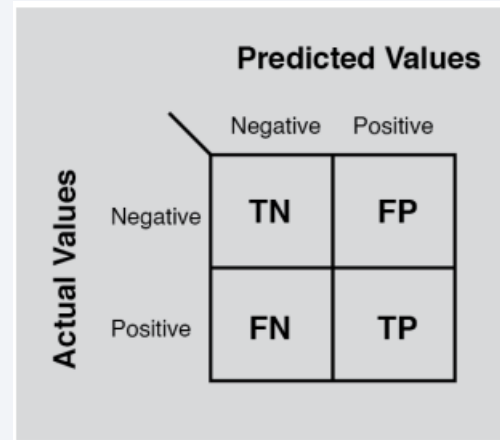 Predicted Values
Negative Positive
Actual Values
Negative TN FP
Positive FN TP